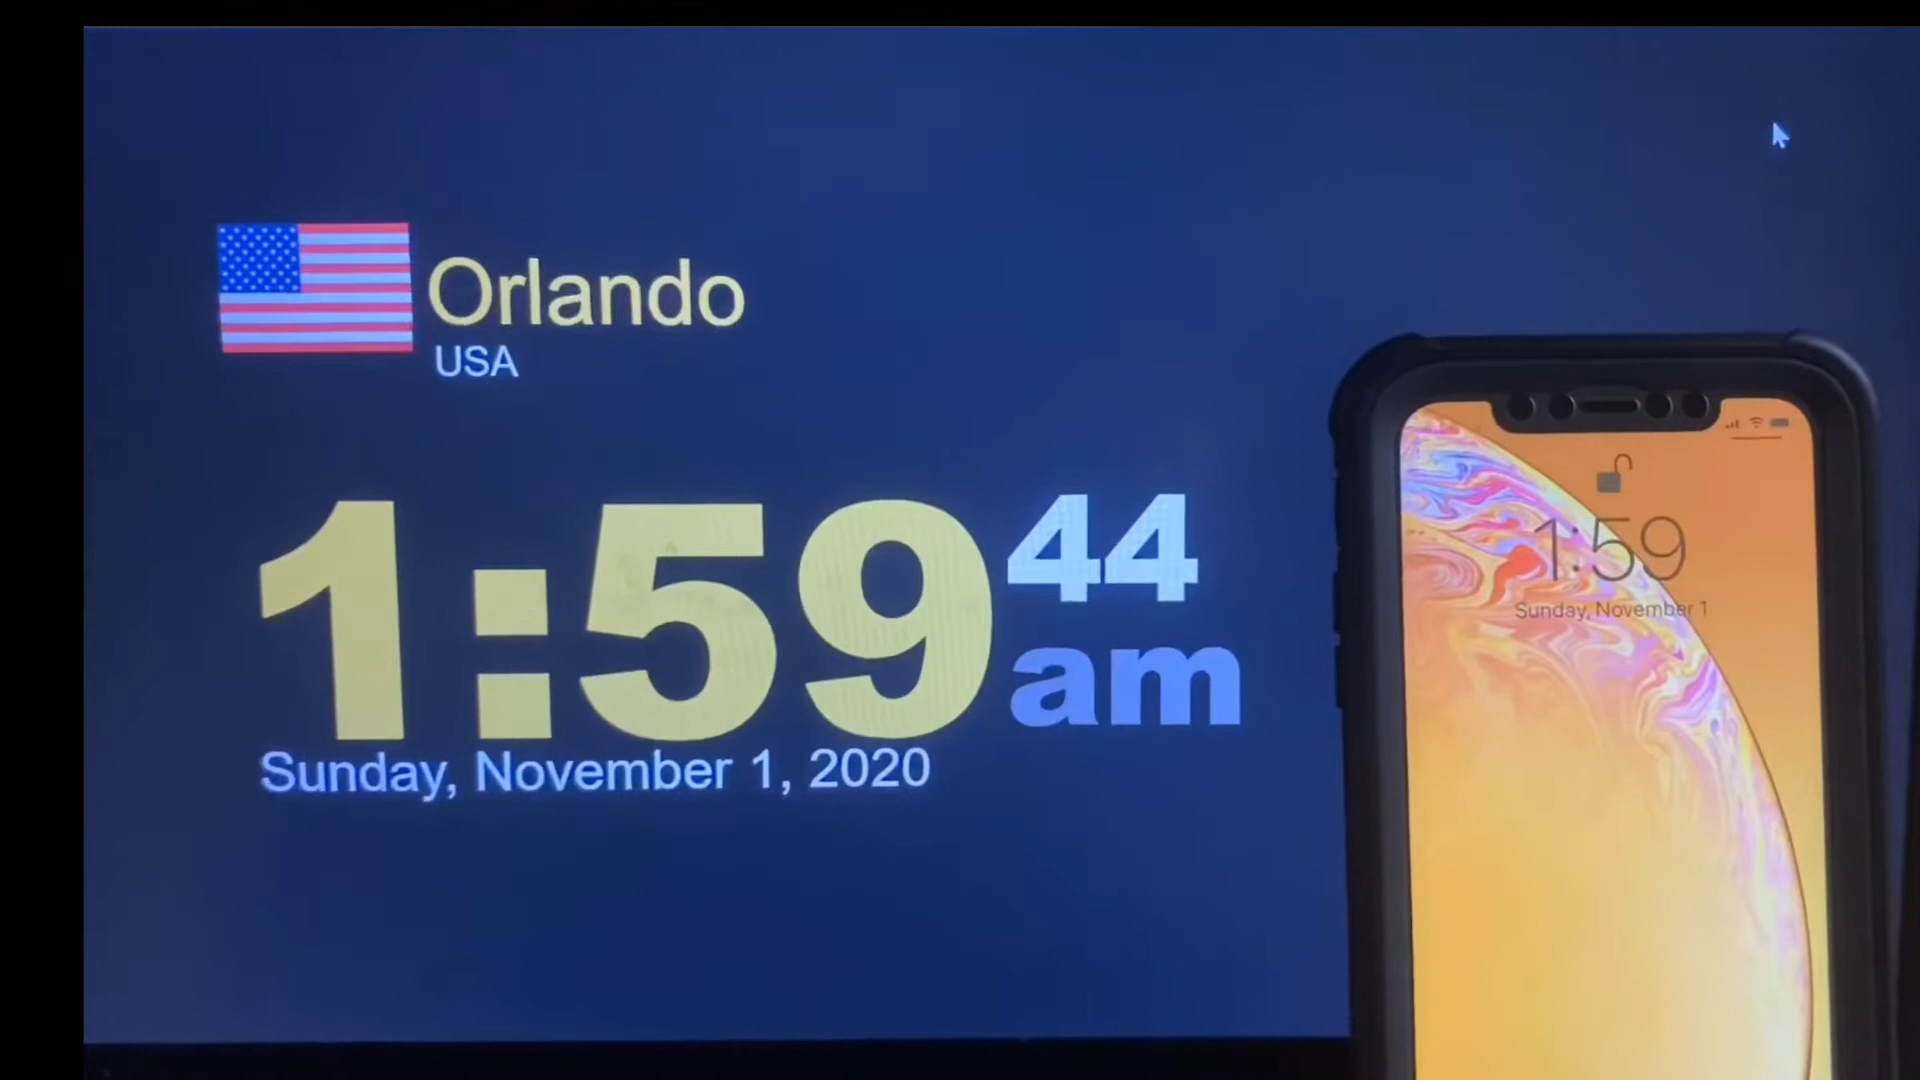 Orlando
USA
1:59
44
am
Sunday, November 1, 2020
1:59
Sunday, November 1